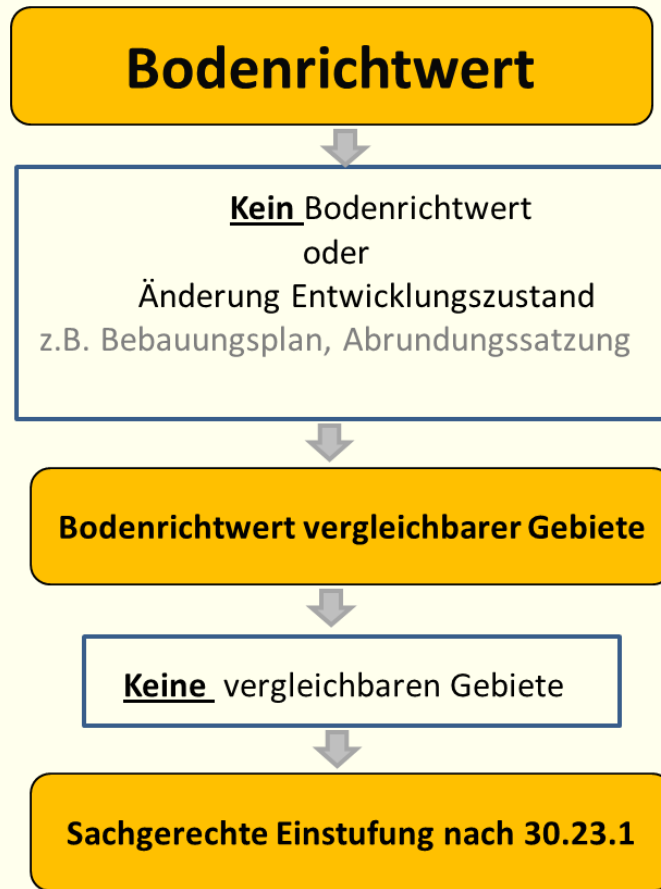 Bodenrichtwert
Kein Bodenrichtwert
oder
Änderung Entwicklungszustand
z.B. Bebauungsplan, Abrundungssatzung
Bodenrichtwert vergleichbarer Gebiete
Keine vergleichbaren Gebiete
Sachgerechte Einstufung nach 30.23.1